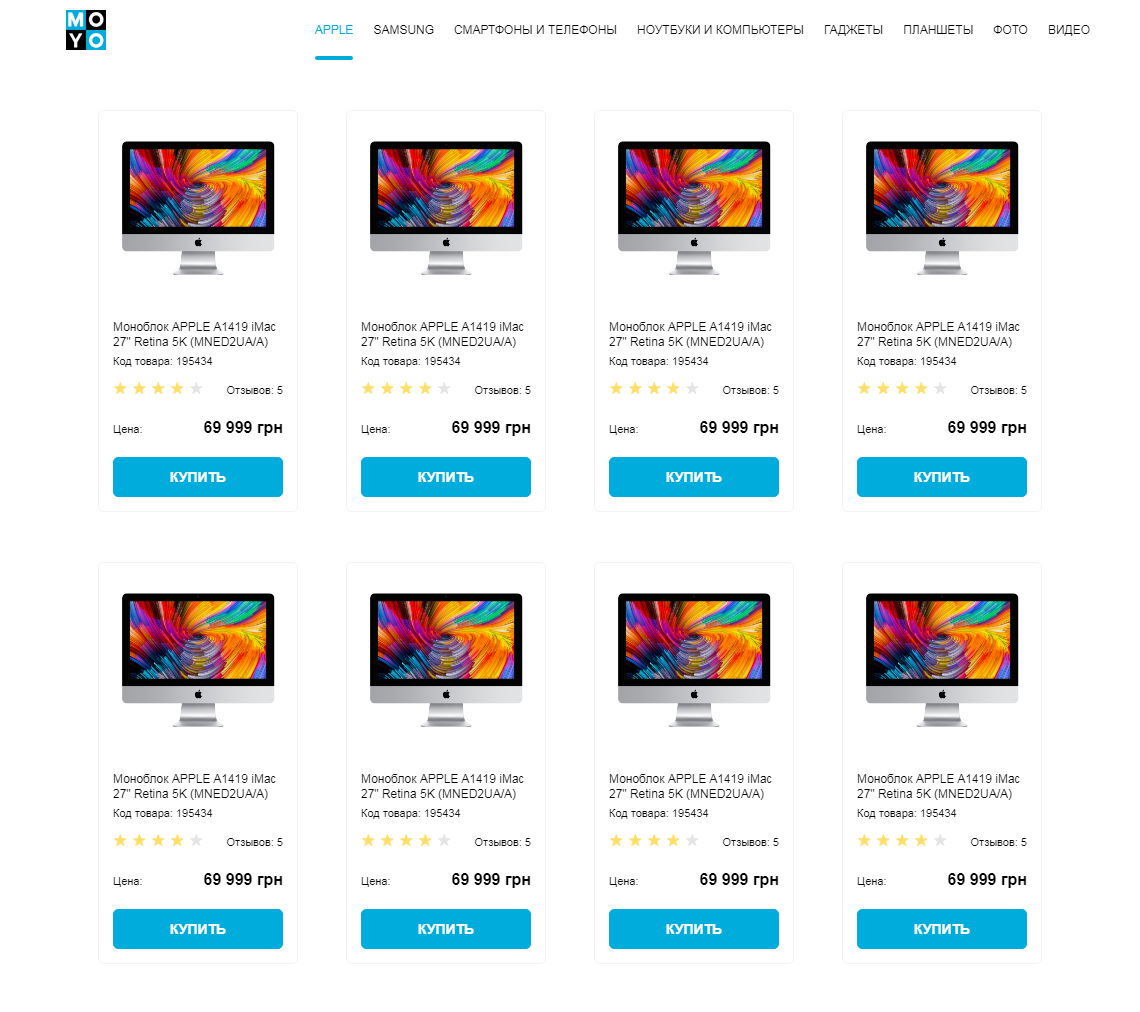 MO
YO
APPLE SAMSUNG СМАРТФОНЫ И ТЕЛЕФОНЫ НОУТБУКИ И КОМПЬЮТЕРЫ ГАДЖЕТЫ ПЛАНШЕТЫ ФОТО ВИДЕО
Моноблок APPLE A1419 iMac
27" Retina 5K (MNED2UA/A)
Код товара: 195434
Отзывов: 5
Цена: 69 999 грн
КУПИТЬ
Моноблок APPLE A1419 iMac
27" Retina 5K (MNED2UA/A)
Код товара: 195434
Отзывов: 5
Цена: 69 999 грн
КУПИТЬ
Моноблок APPLE A1419 iMac
27" Retina 5K (MNED2UA/A)
Код товара: 195434
Отзывов: 5
Цена: 69 999 грн
КУПИТЬ
Моноблок APPLE A1419 iMac
27" Retina 5K (MNED2UA/A)
Код товара: 195434
Отзывов: 5
Цена: 69 999 грн
КУПИТЬ
Моноблок APPLE A1419 iMac
27" Retina 5K (MNED2UA/A)
Код товара: 195434
Отзывов: 5
Цена: 69 999 грн
КУПИТЬ
Моноблок APPLE A1419 iMac
27" Retina 5K (MNED2UA/A)
Код товара: 195434
Отзывов: 5
Цена: 69 999 грн
КУПИТЬ
Моноблок APPLE A1419 iMac
27" Retina 5K (MNED2UA/A)
Код товара: 195434
Отзывов: 5
Цена: 69 999 грн
КУПИТЬ
Моноблок APPLE A1419 iMac
27" Retina 5K (MNED2UA/A)
Код товара: 195434
Отзывов: 5
Цена: 69 999 грн
КУПИТЬ